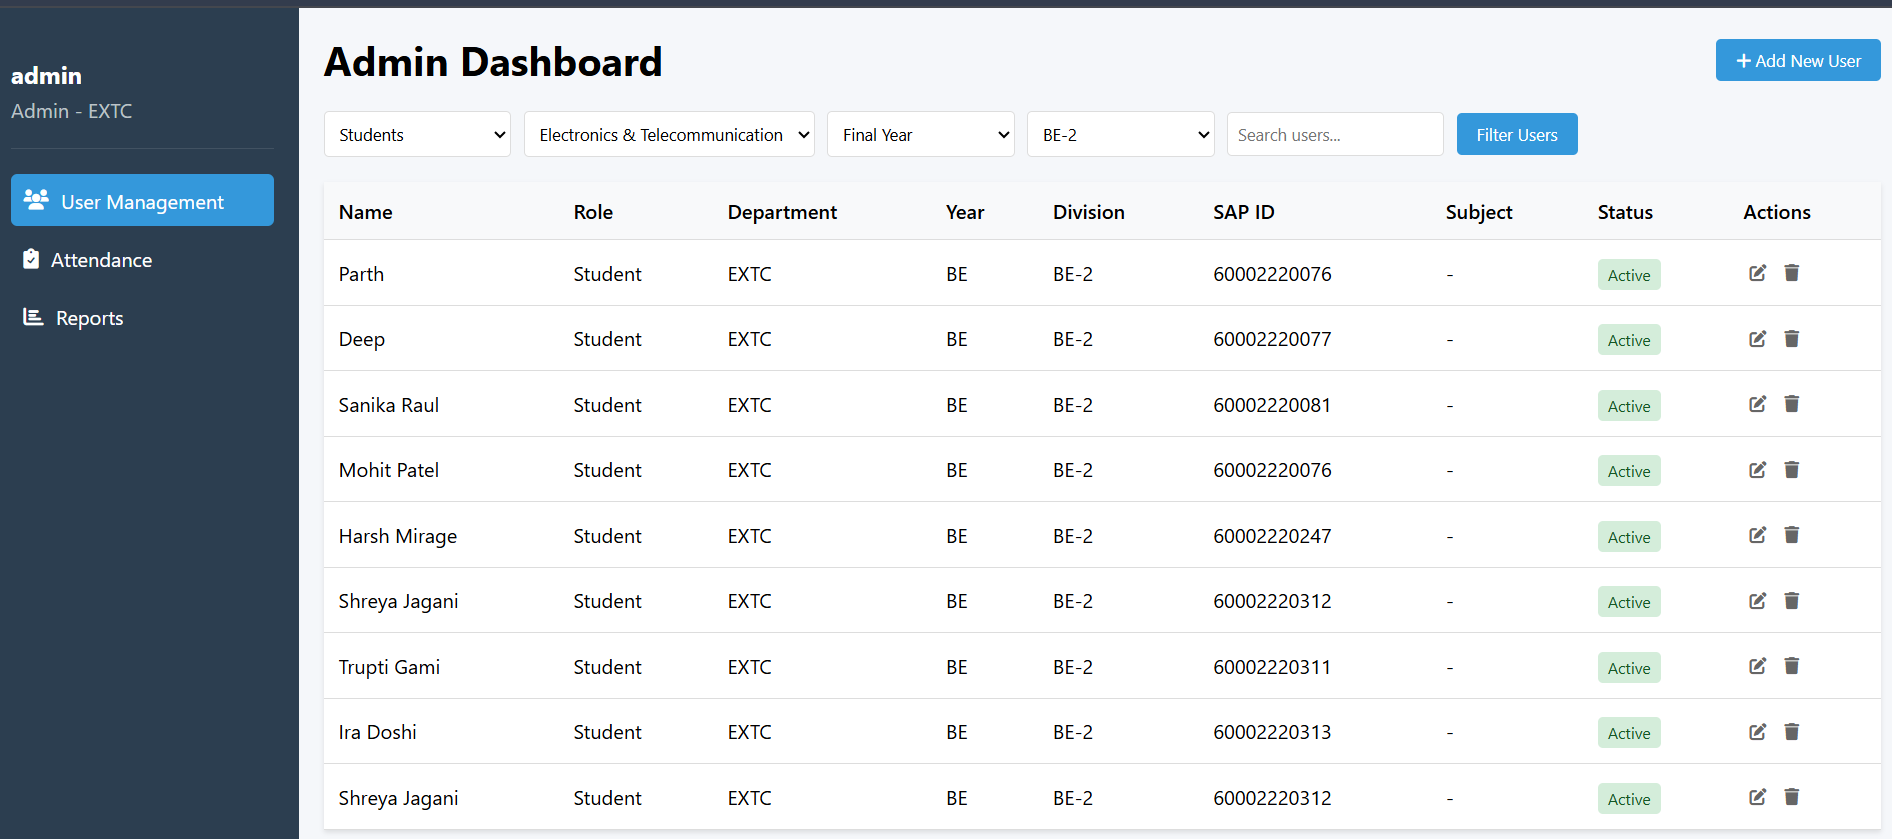 admin
Admin - EXTC
User Management
Attendance
Reports
Admin Dashboard
+ Add New User
Students Electronics & Telecommunication Final Year BE-2 Search users... Filter Users
Name Role Department Year Division SAP ID Subject Status Actions
Parth Student EXTC BE BE-2 60002220076 - Active
Deep Student EXTC BE BE-2 60002220077 - Active
Sanika Raul Student EXTC BE BE-2 60002220081 - Active
Mohit Patel Student EXTC BE BE-2 60002220076 - Active
Harsh Mirage Student EXTC BE BE-2 60002220247 - Active
Shreya Jagani Student EXTC BE BE-2 60002220312 - Active
Trupti Gami Student EXTC BE BE-2 60002220311 - Active
Ira Doshi Student EXTC BE BE-2 60002220313 - Active
Shreya Jagani Student EXTC BE BE-2 60002220312 - Active